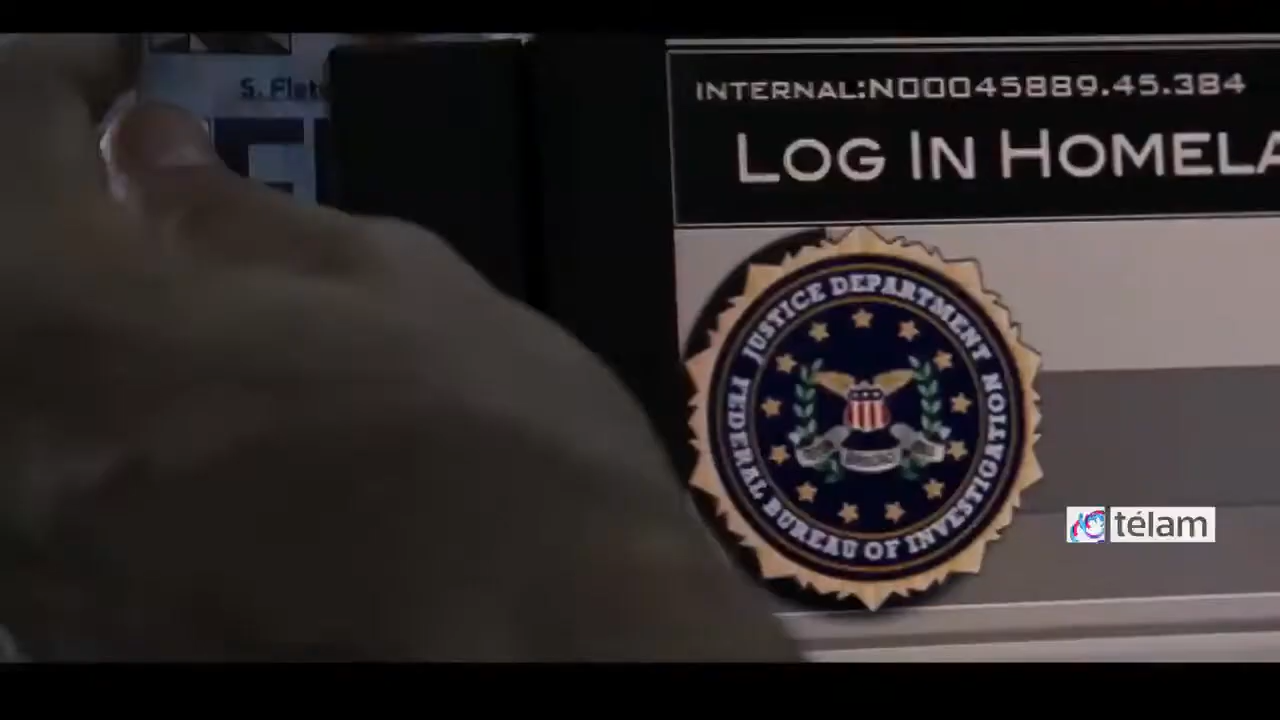 S. Flet
INTERNAL:N00045889.45.384
LOG IN HOMELA
JUSTICE DEPARTMENT
FEDERAL BUREAU OF INVESTIGATION
télam